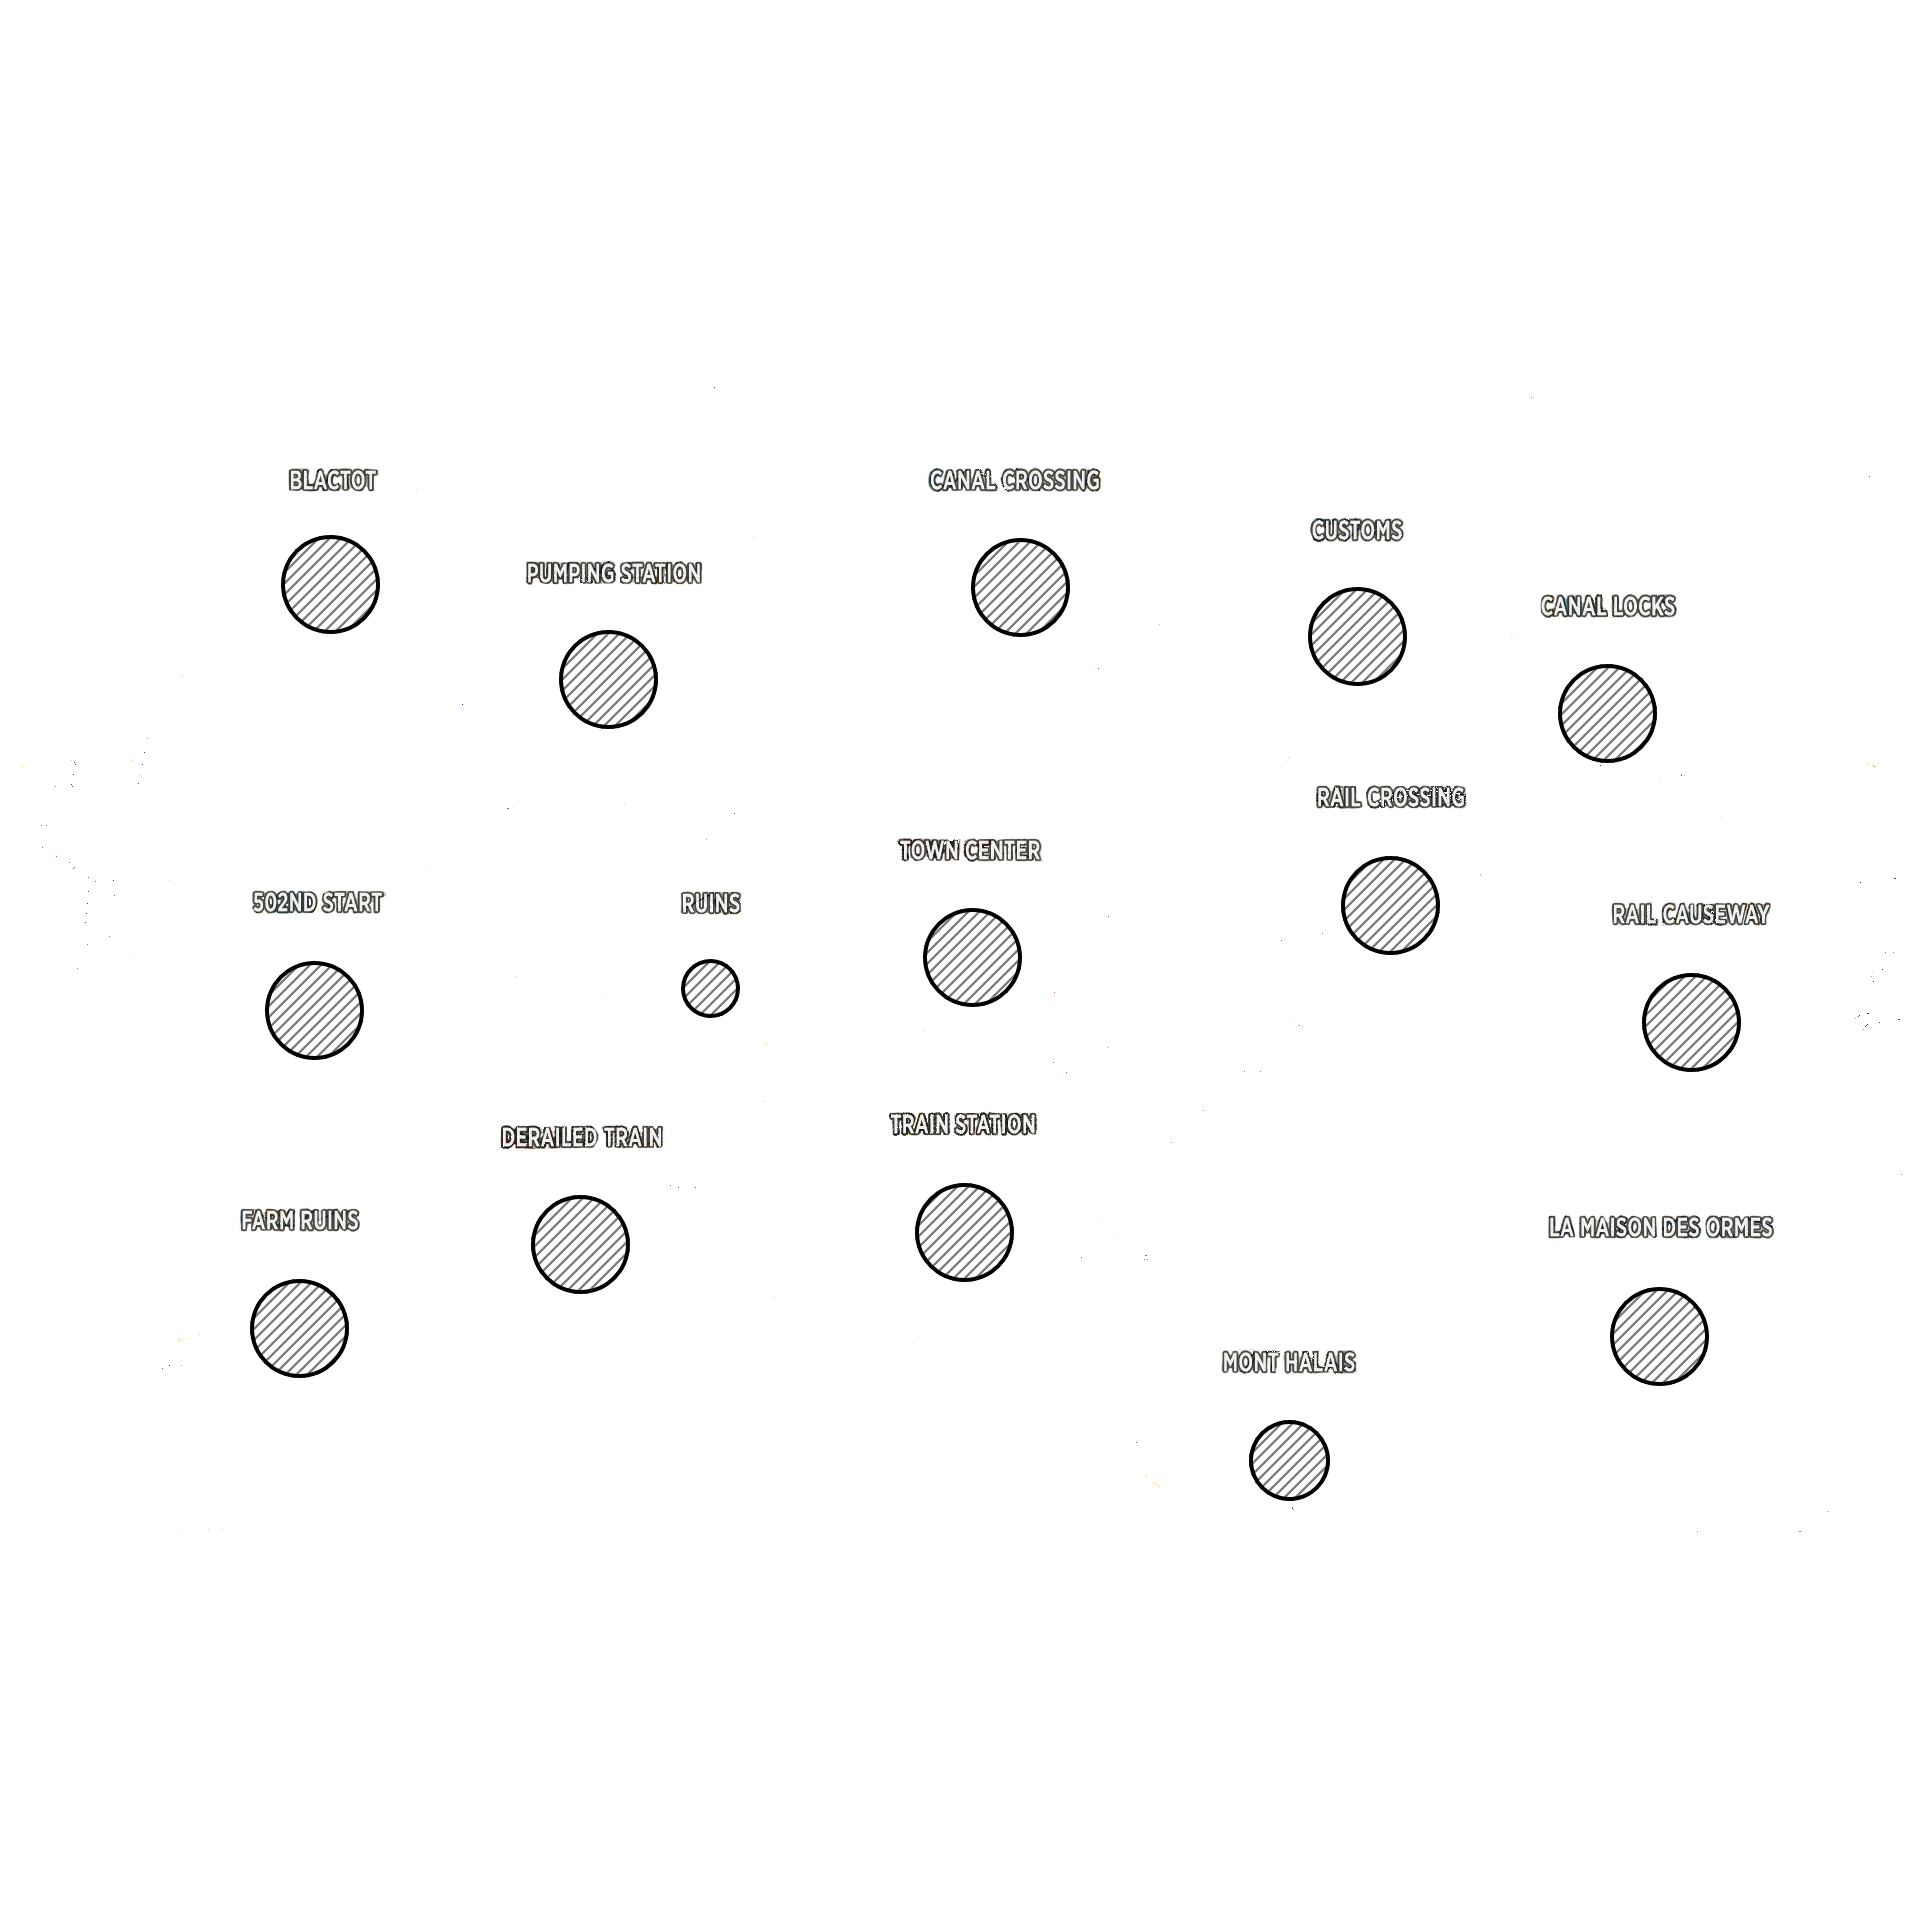 BLACTOT
CANAL CROSSING
CUSTOMS
PUMPING STATION
CANAL LOCKS
RAIL CROSSING
TOWN CENTER
502ND START
RUINS
RAIL CAUSEWAY
TRAIN STATION
DERAILED TRAIN
FARM RUINS
LA MAISON DES ORMES
MONT HALAIS